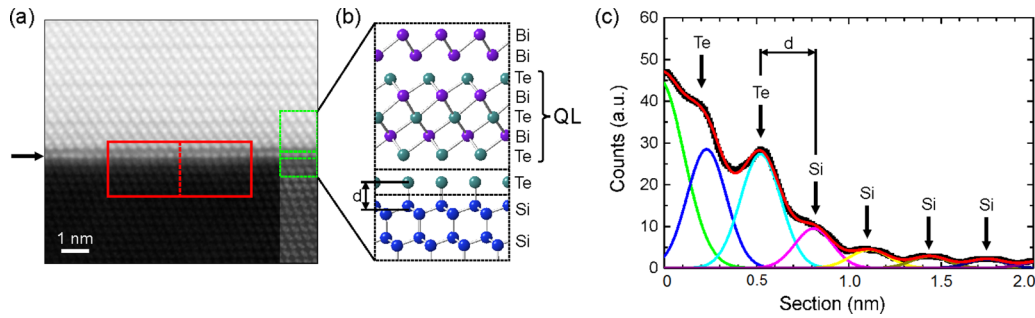 (a)
1 nm
(b)
Bi
Bi
Te
Bi
Te
Bi
Te
QL
Te
d
Si
Si
(c)
Counts (a.u.)
60
50
40
30
20
10
0
Te
Te
d
Si
Si
Si
Si
0 0.5 1.0 1.5 2.0
Section (nm)